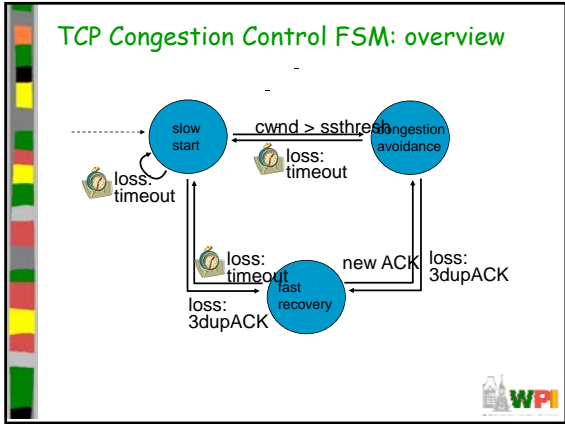 TCP Congestion Control FSM: overview
slow
start
cwnd > ssthresh
congestion
avoidance
loss:
timeout
loss:
timeout
loss:
timeout
new ACK
loss:
3dupACK
fast
recovery
loss:
3dupACK
WPI